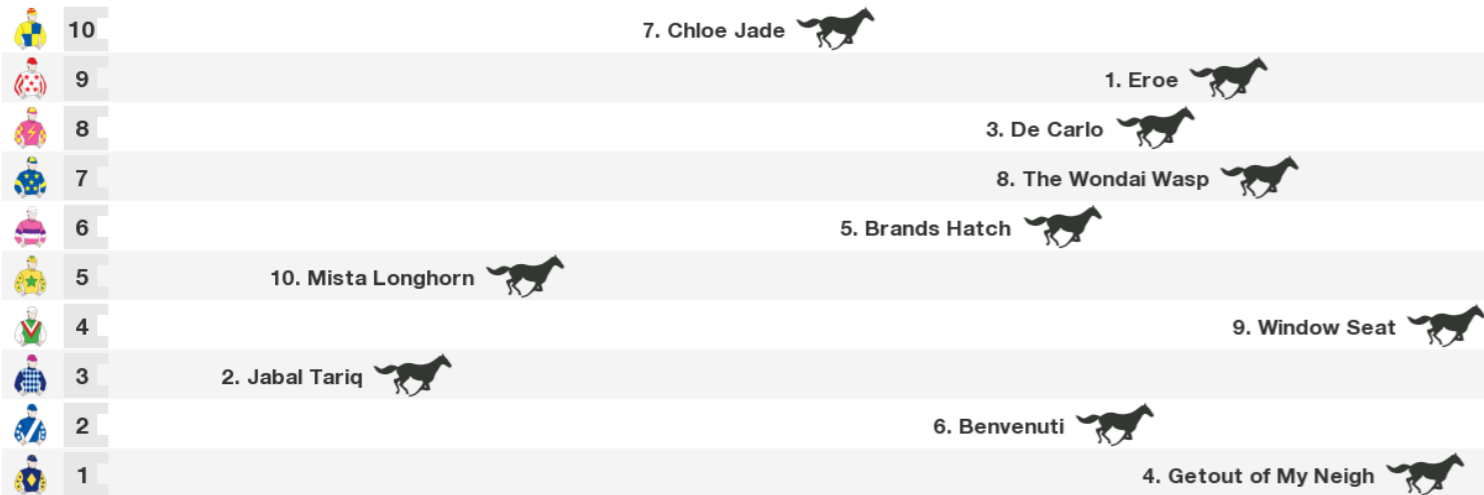 10 7. Chloe Jade
9 1. Eroe
8 3. De Carlo
7 8. The Wondai Wasp
6 5. Brands Hatch
5 10. Mista Longhorn
4 9. Window Seat
3 2. Jabal Tariq
2 6. Benvenuti
1 4. Getout of My Neigh